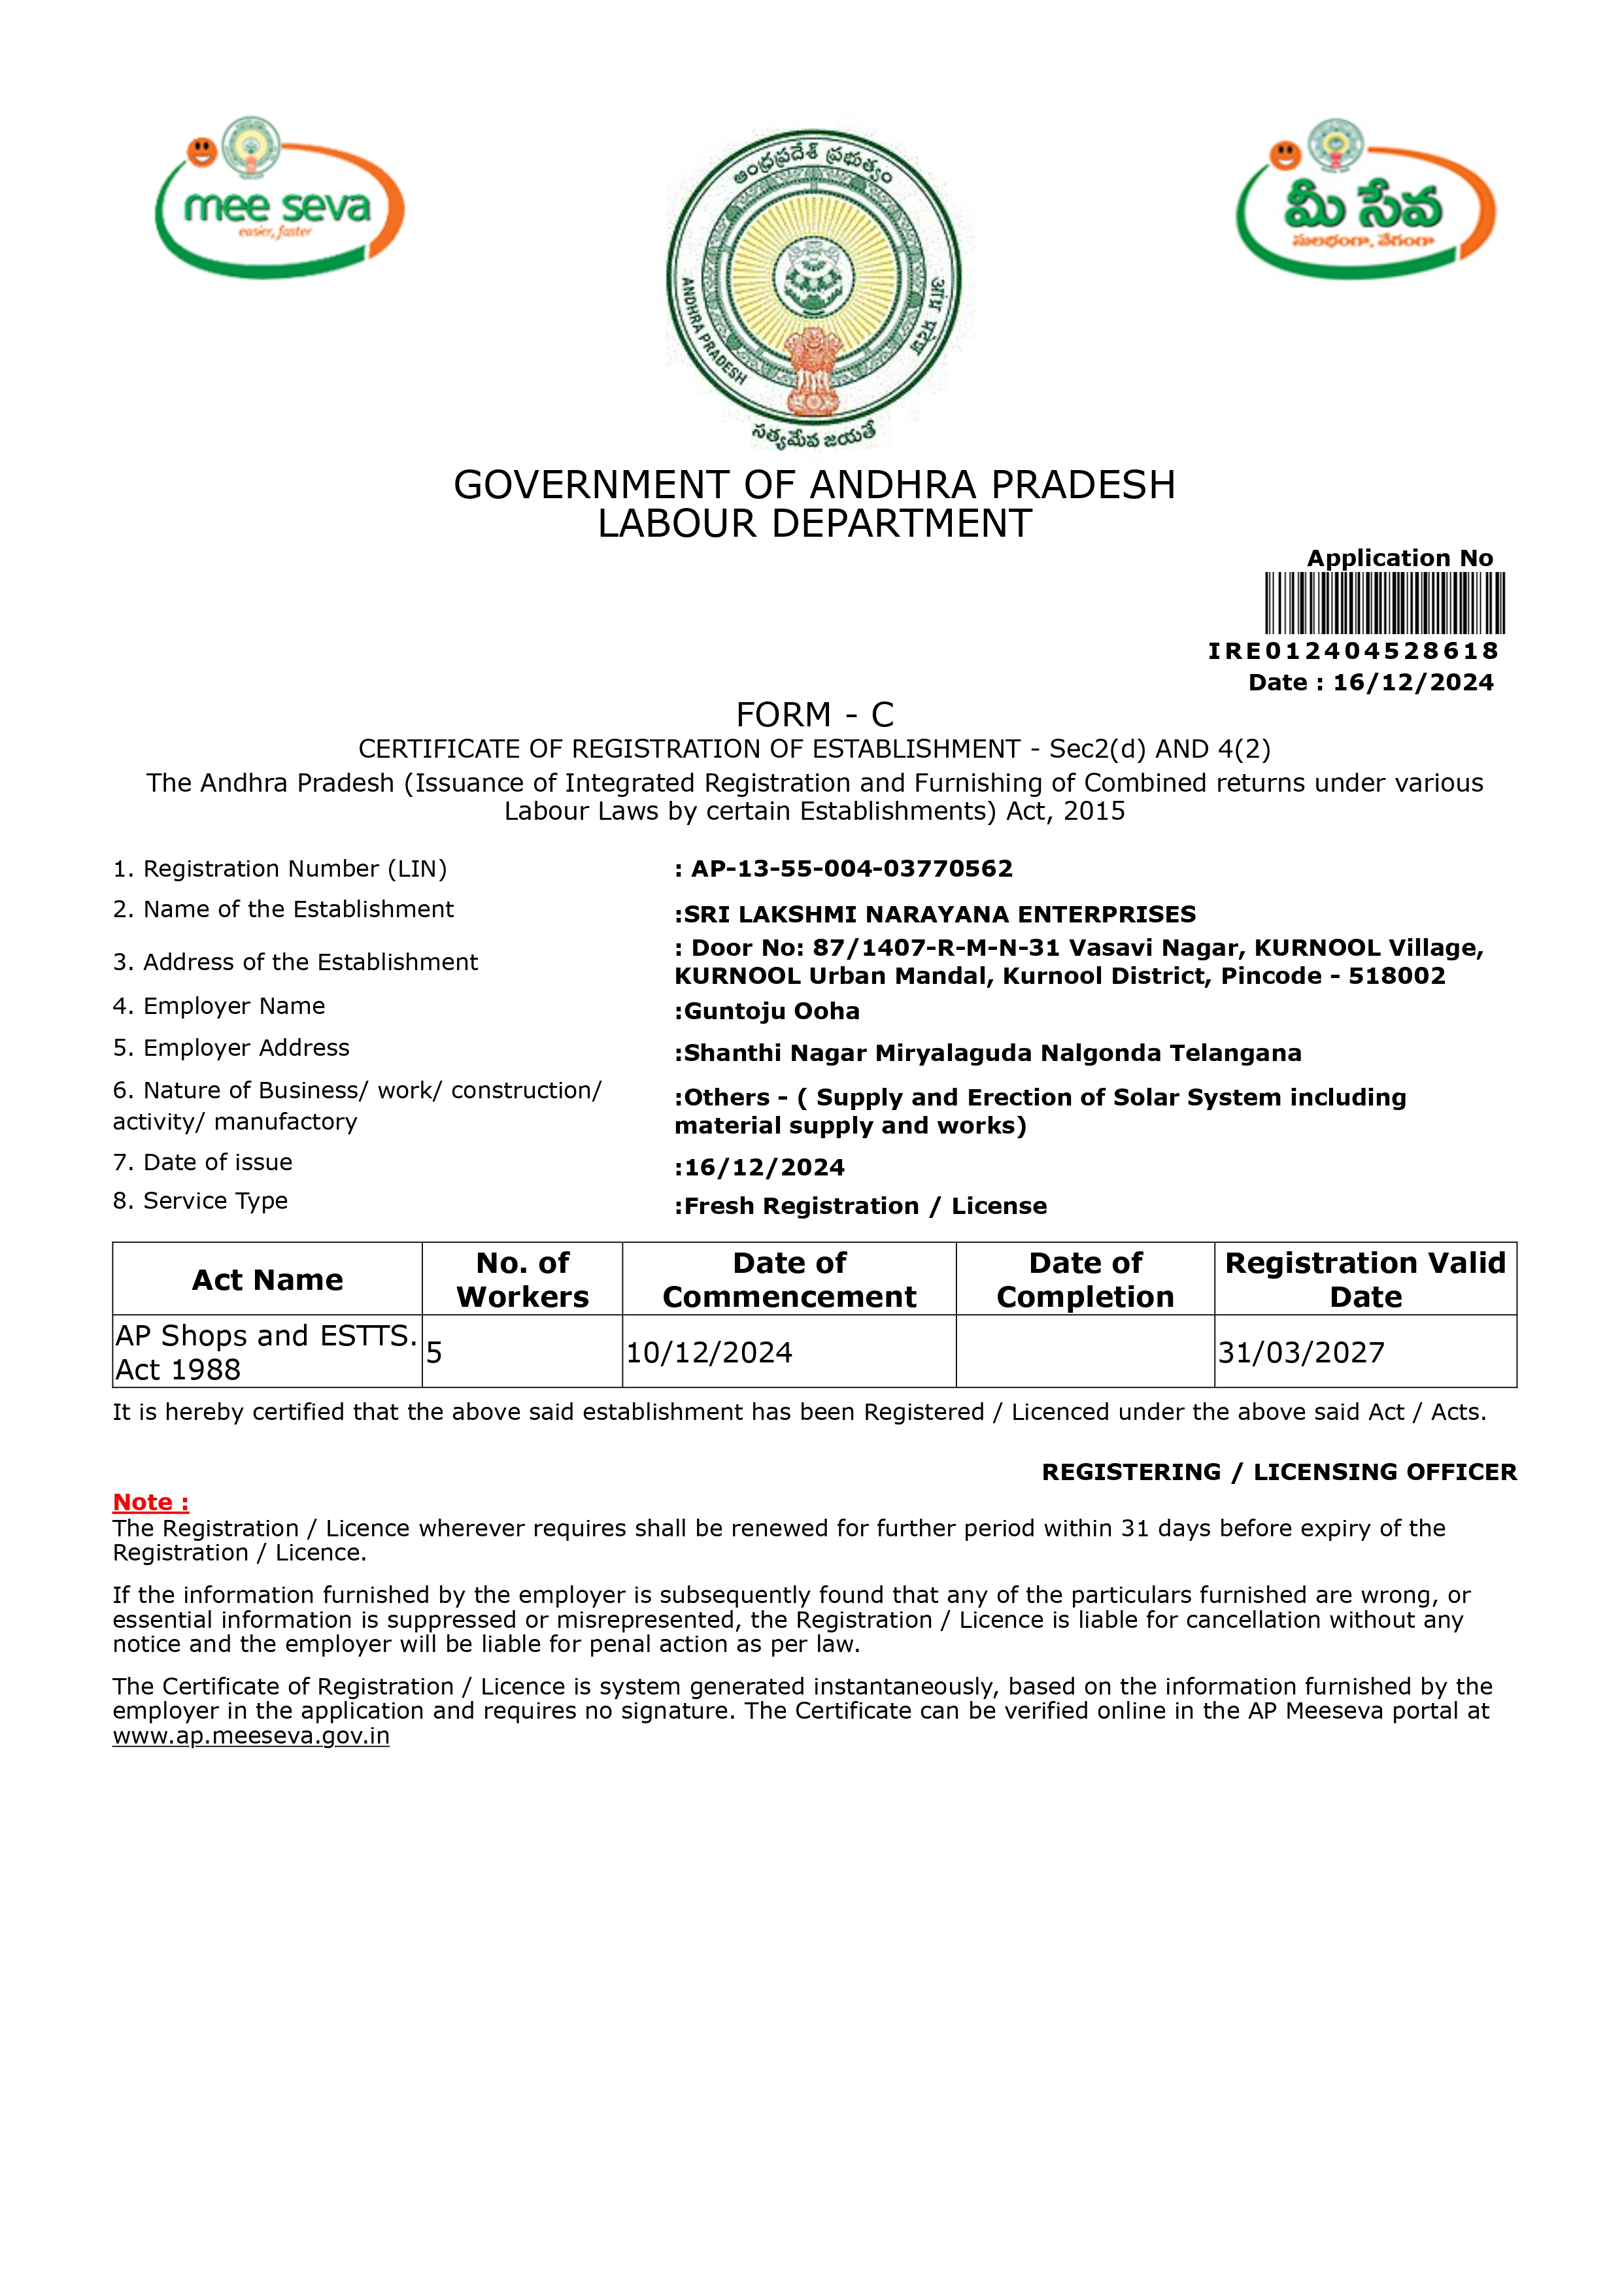 mee seva
easier, faster
ఆంధ్రప్రదేశ్ ప్రభుత్వం
ANDHRA PRADESH
आंध्र प्रदेश
సత్యమేవ జయతే
మీ సేవ
సులభంగా, వేగంగా
GOVERNMENT OF ANDHRA PRADESH
LABOUR DEPARTMENT
Application No
IRE012404528618
Date : 16/12/2024
FORM - C
CERTIFICATE OF REGISTRATION OF ESTABLISHMENT - Sec2(d) AND 4(2)
The Andhra Pradesh (Issuance of Integrated Registration and Furnishing of Combined returns under various
Labour Laws by certain Establishments) Act, 2015
1. Registration Number (LIN) : AP-13-55-004-03770562
2. Name of the Establishment :SRI LAKSHMI NARAYANA ENTERPRISES
3. Address of the Establishment : Door No: 87/1407-R-M-N-31 Vasavi Nagar, KURNOOL Village,
KURNOOL Urban Mandal, Kurnool District, Pincode - 518002
4. Employer Name :Guntoju Ooha
5. Employer Address :Shanthi Nagar Miryalaguda Nalgonda Telangana
6. Nature of Business/ work/ construction/
activity/ manufactory
:Others - ( Supply and Erection of Solar System including
material supply and works)
7. Date of issue :16/12/2024
8. Service Type :Fresh Registration / License
Act Name
No. of
Workers
Date of
Commencement
Date of
Completion
Registration Valid
Date
AP Shops and ESTTS.
Act 1988
5
10/12/2024
31/03/2027
It is hereby certified that the above said establishment has been Registered / Licenced under the above said Act / Acts.
REGISTERING / LICENSING OFFICER
Note :
The Registration / Licence wherever requires shall be renewed for further period within 31 days before expiry of the
Registration / Licence.
If the information furnished by the employer is subsequently found that any of the particulars furnished are wrong, or
essential information is suppressed or misrepresented, the Registration / Licence is liable for cancellation without any
notice and the employer will be liable for penal action as per law.
The Certificate of Registration / Licence is system generated instantaneously, based on the information furnished by the
employer in the application and requires no signature. The Certificate can be verified online in the AP Meeseva portal at
www.ap.meeseva.gov.in